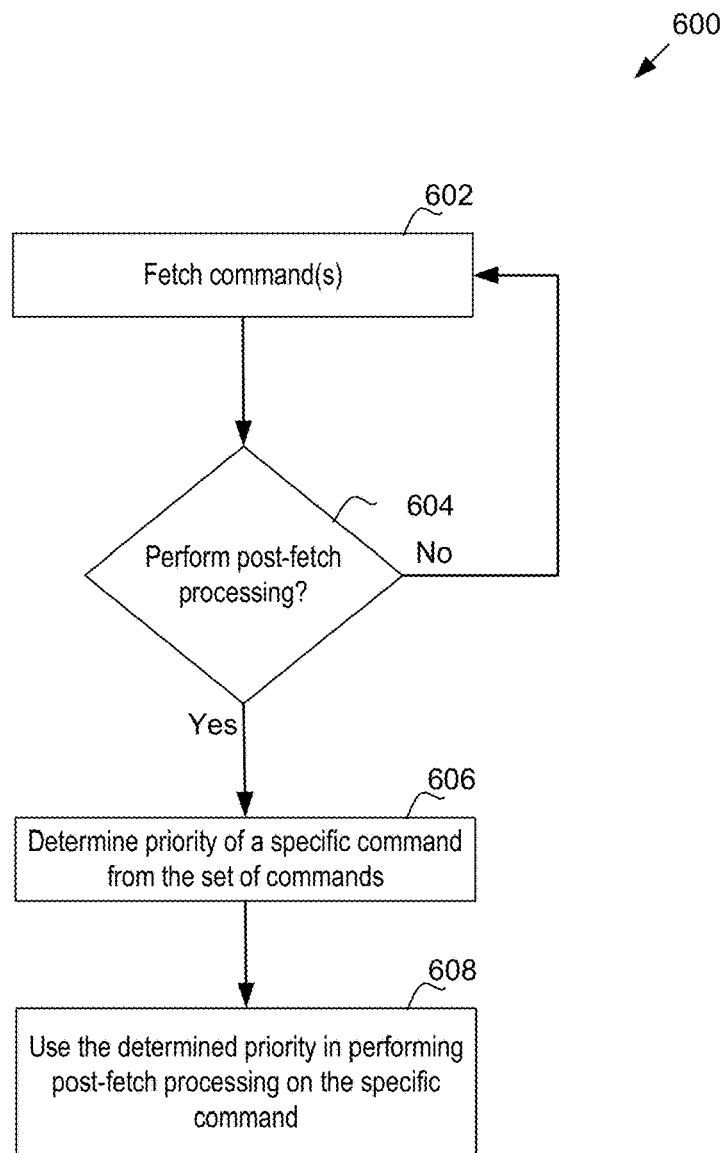 600
602
Fetch command(s)
604
Perform post-fetch
processing?
No
Yes
606
Determine priority of a specific command
from the set of commands
608
Use the determined priority in performing
post-fetch processing on the specific
command